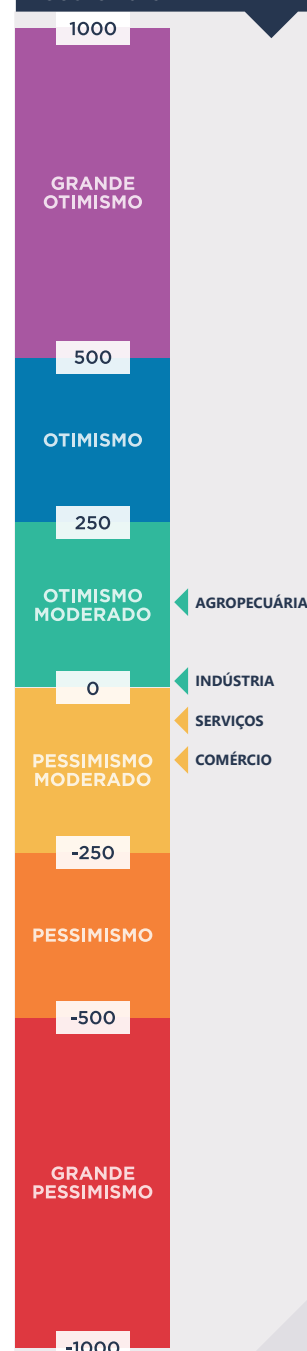 1000
GRANDE
OTIMISMO
500
OTIMISMO
250
OTIMISMO
MODERADO
AGROPECUÁRIA
INDÚSTRIA
0
SERVIÇOS
PESSIMISMO
MODERADO
COMÉRCIO
-250
PESSIMISMO
-500
GRANDE
PESSIMISMO
-1000